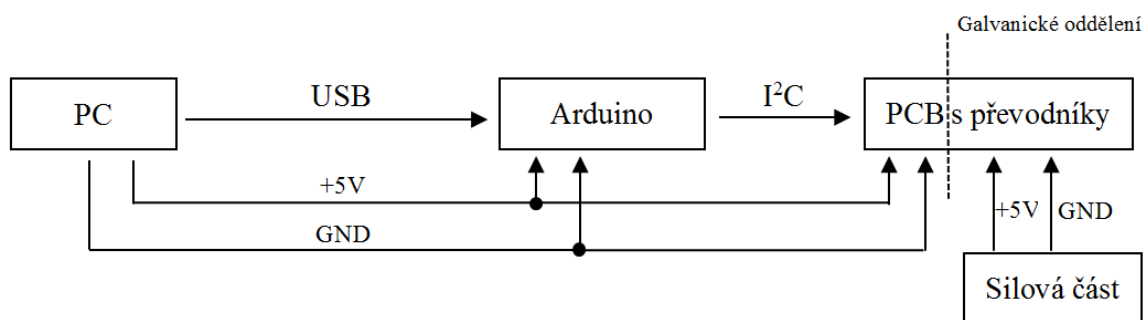 Galvanické oddělení
PC
USB
Arduino
I²C
PCB s převodníky
+5V
GND
+5V
GND
Silová část